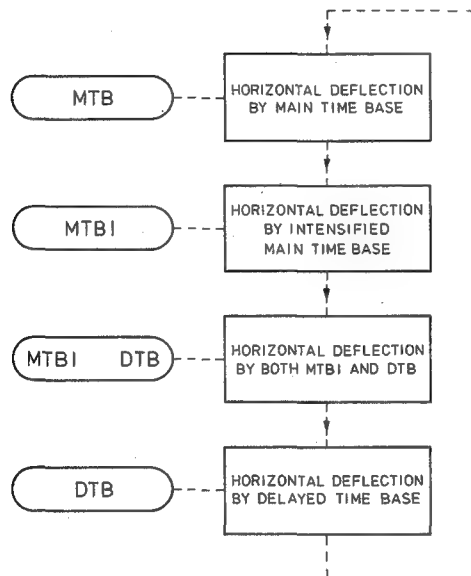 MTB
HORIZONTAL DEFLECTION
BY MAIN TIME BASE
MTBI
HORIZONTAL DEFLECTION
BY INTENSIFIED
MAIN TIME BASE
MTBI DTB
HORIZONTAL DEFLECTION
BY BOTH MTBI AND DTB
DTB
HORIZONTAL DEFLECTION
BY DELAYED TIME BASE